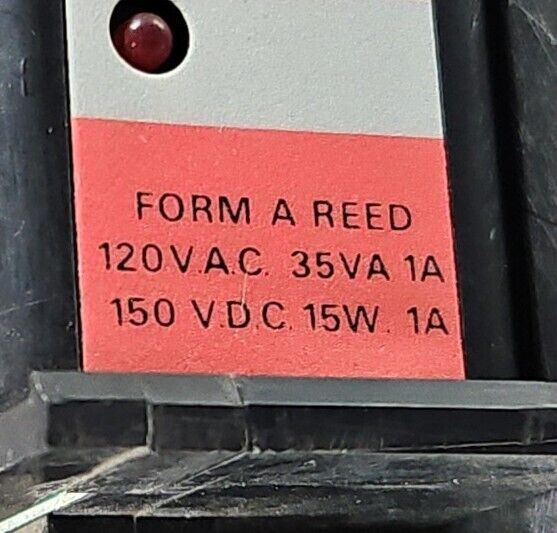 FORM A REED
120V.A.C. 35VA 1A
150 V.D.C. 15W. 1A